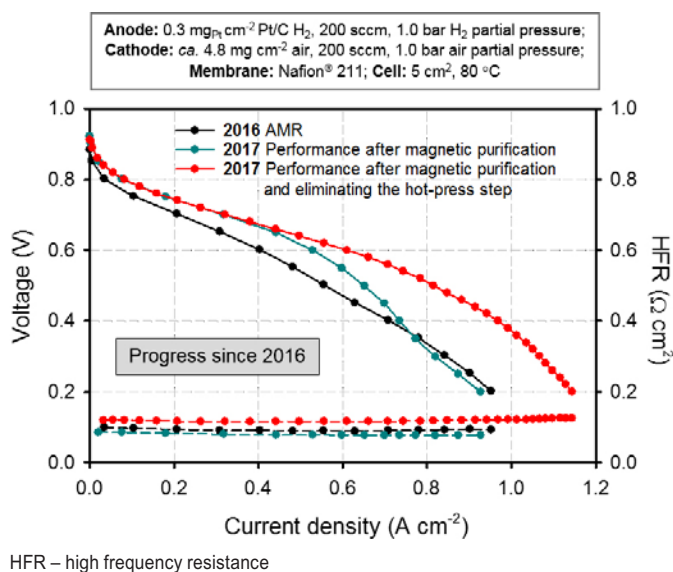 Anode: 0.3 mgPt cm-2 Pt/C H2, 200 sccm, 1.0 bar H2 partial pressure;
Cathode: ca. 4.8 mg cm-2 air, 200 sccm, 1.0 bar air partial pressure;
Membrane: Nafion® 211; Cell: 5 cm2, 80 °C
1.0
0.8
0.6
0.4
0.2
0.0
Voltage (V)
2016 AMR
2017 Performance after magnetic purification
2017 Performance after magnetic purification
and eliminating the hot-press step
Progress since 2016
1.0
0.8
0.6
0.4
0.2
0.0
HFR (Ω cm2)
0.0 0.2 0.4 0.6 0.8 1.0 1.2
Current density (A cm-2)
HFR – high frequency resistance